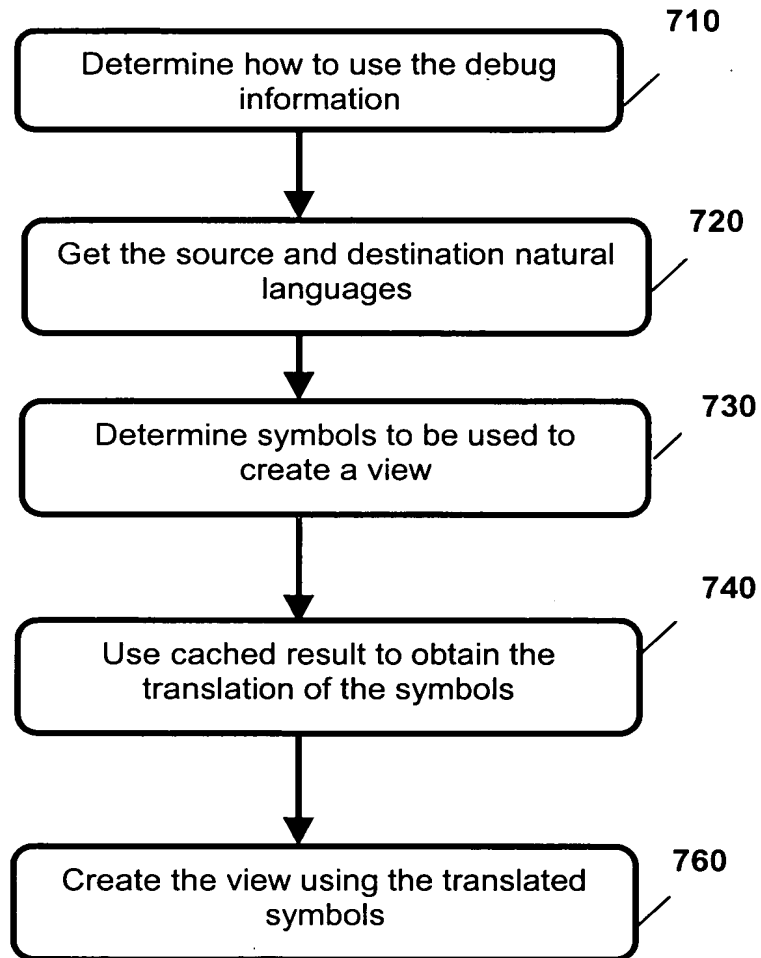 710
Determine how to use the debug
information
720
Get the source and destination natural
languages
730
Determine symbols to be used to
create a view
740
Use cached result to obtain the
translation of the symbols
760
Create the view using the translated
symbols